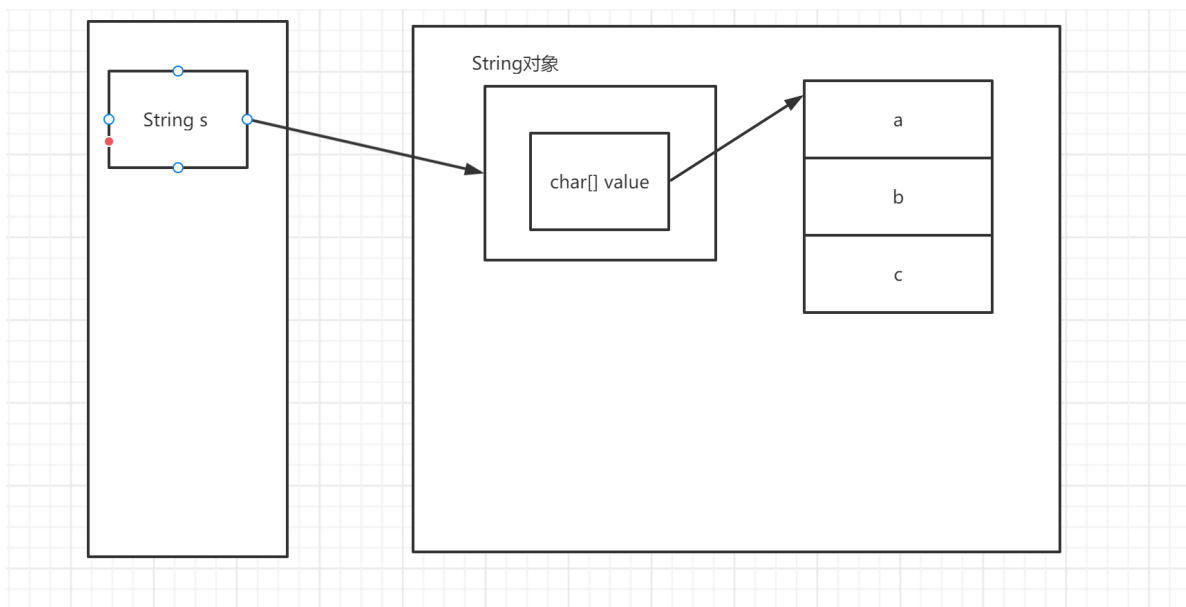 String s
String对象
char[] value
a
b
c